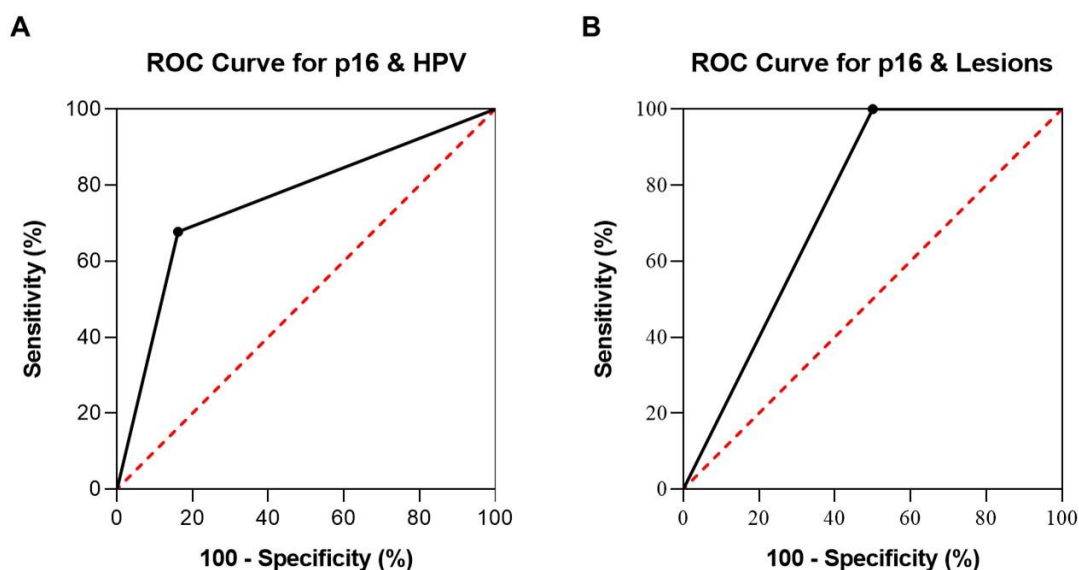 A
ROC Curve for p16 & HPV
100
80
60
40
20
0
Sensitivity (%)
0 20 40 60 80 100
100 - Specificity (%)
B
ROC Curve for p16 & Lesions
100
80
60
40
20
0
Sensitivity (%)
0 20 40 60 80 100
100 - Specificity (%)